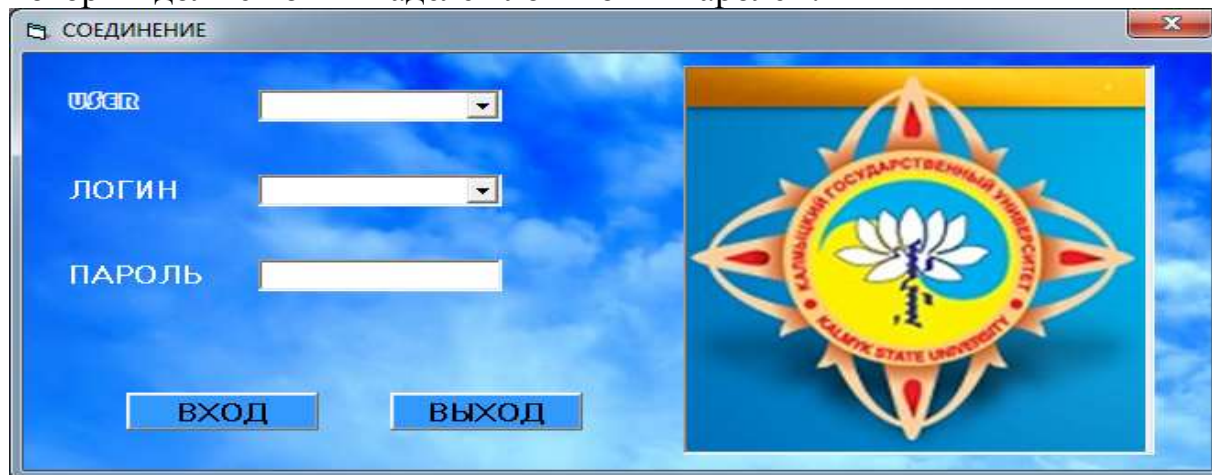 СОЕДИНЕНИЕ
USER
ЛОГИН
ПАРОЛЬ
ВХОД
ВЫХОД
КАЛМЫЦКИЙ ГОСУДАРСТВЕННЫЙ УНИВЕРСИТЕТ
KALMYK STATE UNIVERSITY